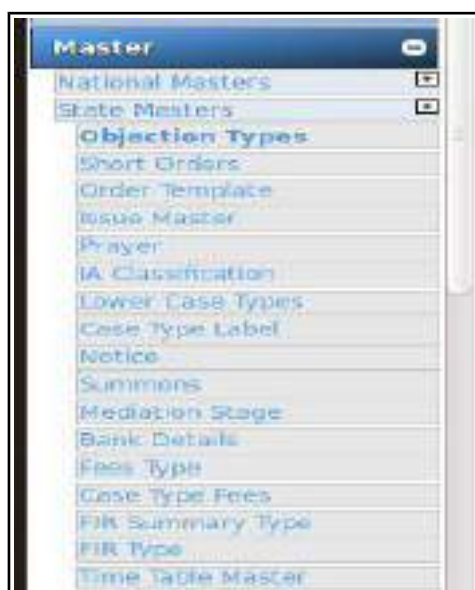 Master
National Masters
State Masters
Objection Types
Short Orders
Order Template
Issue Master
Prayer
IA Classification
Lower Case Types
Case Type Label
Notice
Summons
Mediation Stage
Bank Details
Fees Type
Case Type Fees
FIR Summary Type
FIR Type
Time Table Master